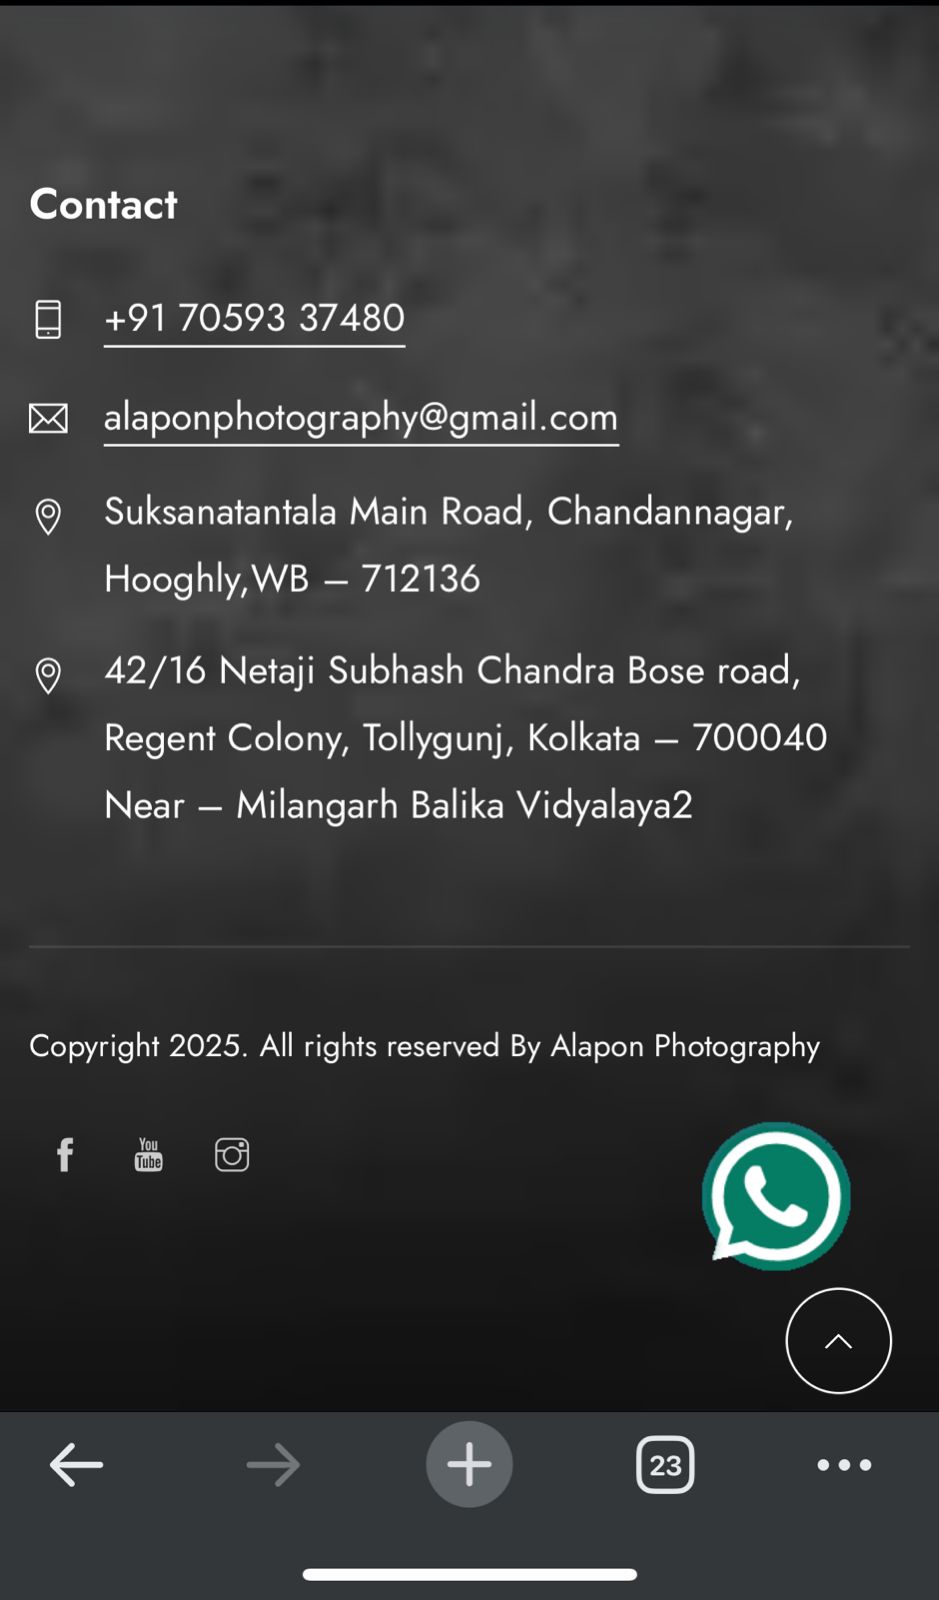 Contact
+91 70593 37480
alaponphotography@gmail.com
Suksanatantala Main Road, Chandannagar,
Hooghly,WB – 712136
42/16 Netaji Subhash Chandra Bose road,
Regent Colony, Tollygunj, Kolkata – 700040
Near – Milangarh Balika Vidyalaya2
Copyright 2025. All rights reserved By Alapon Photography
You
Tube
23